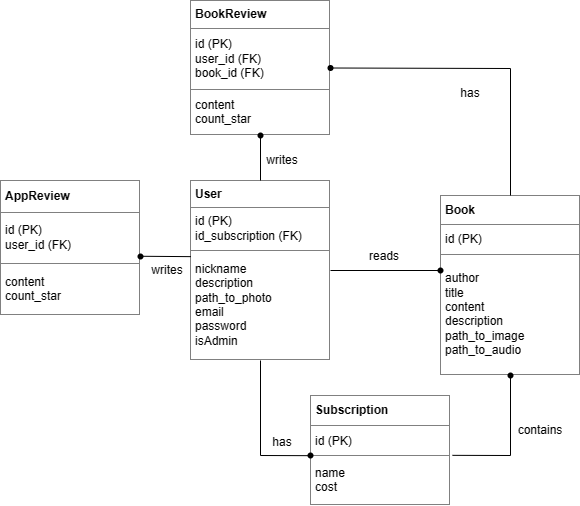 BookReview
id (PK)
user_id (FK)
book_id (FK)
content
count_star
has
writes
AppReview
id (PK)
user_id (FK)
content
count_star
writes
User
id (PK)
id_subscription (FK)
nickname
description
path_to_photo
email
password
isAdmin
reads
Book
id (PK)
author
title
content
description
path_to_image
path_to_audio
has
contains
Subscription
id (PK)
name
cost